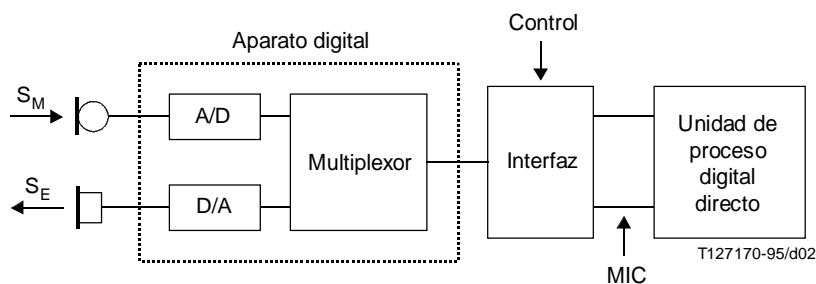 Control
Aparato digital
S_M
A/D
Multiplexor
Interfaz
Unidad de
proceso
digital
directo
S_E
D/A
T127170-95/d02
MIC